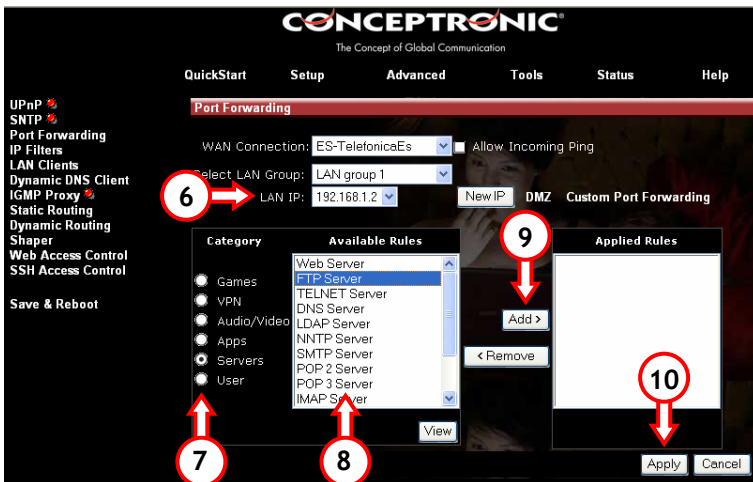 CONCEPTRONIC®
The Concept of Global Communication
QuickStart Setup Advanced Tools Status Help
UPnP
SNTP
Port Forwarding
IP Filters
LAN Clients
Dynamic DNS Client
IGMP Proxy
Static Routing
Dynamic Routing
Shaper
Web Access Control
SSH Access Control
Save & Reboot
Port Forwarding
WAN Connection: ES-TelefonicaEs Allow Incoming Ping
Select LAN Group: LAN group 1
6 LAN IP: 192.168.1.2 New IP DMZ Custom Port Forwarding
Category
Games
VPN
Audio/Video
Apps
Servers
User
7
Available Rules
Web Server
FTP Server
TELNET Server
DNS Server
LDAP Server
NNTP Server
SMTP Server
POP 2 Server
POP 3 Server
IMAP Server
View
8
9
Add >
< Remove
Applied Rules
10
Apply Cancel